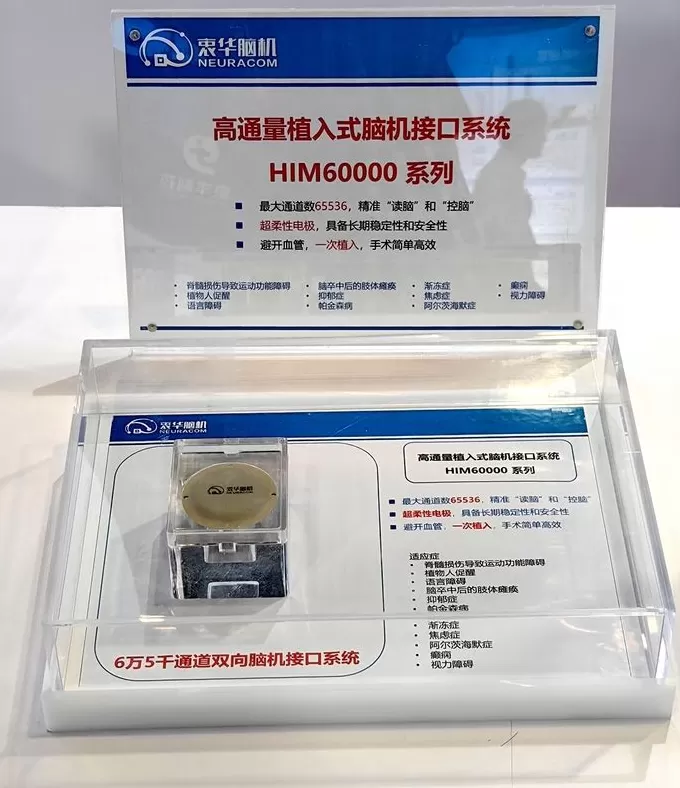 衷华脑机
NEURACOM
高通量植入式脑机接口系统
HIM60000 系列
最大通道数65536，精准“读脑”和“控脑”
超柔性电极，具备长期稳定性和安全性
避开血管，一次植入，手术简单高效
脊髓损伤导致运动功能障碍
植物人促醒
语言障碍
脑卒中后的肢体瘫痪
抑郁症
帕金森病
渐冻症
焦虑症
阿尔茨海默症
癫痫
视力障碍
衷华脑机
NEURACOM
衷华脑机
NEURACOM
6万5千通道双向脑机接口系统
高通量植入式脑机接口系统
HIM60000 系列
最大通道数65536，精准“读脑”和“控脑”
超柔性电极，具备长期稳定性和安全性
避开血管，一次植入，手术简单高效
适应症
脊髓损伤导致运动功能障碍
植物人促醒
语言障碍
脑卒中后的肢体瘫痪
抑郁症
帕金森病
渐冻症
焦虑症
阿尔茨海默症
癫痫
视力障碍